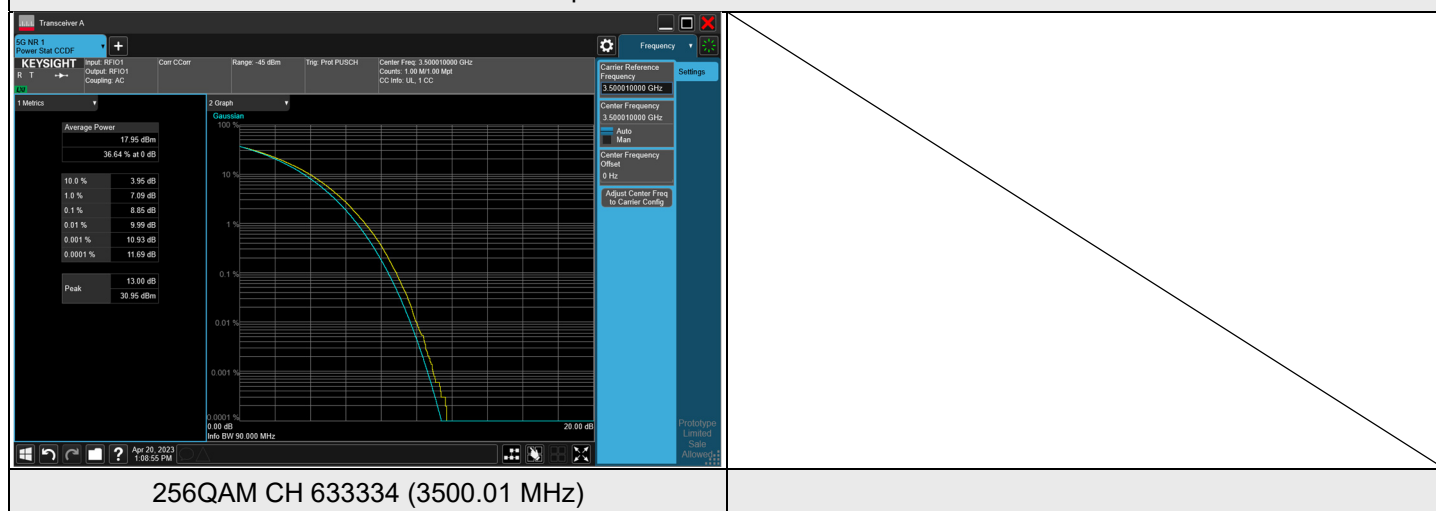 Transceiver A
5G NR 1
Power Stat CCDF
+
Frequency
KEYSIGHT
R T
LXI
Input: RFIO1
Output: RFIO1
Coupling: AC
Corr CCorr
Range: -45 dBm
Trig: Prot PUSCH
Center Freq: 3.500010000 GHz
Counts: 1.00 M/1.00 Mpt
CC Info: UL, 1 CC
Carrier Reference
Frequency
3.500010000 GHz
Settings
Center Frequency
3.500010000 GHz
Auto
Man
Center Frequency
Offset
0 Hz
Adjust Center Freq
to Carrier Config
1 Metrics
Average Power
17.95 dBm
36.64 % at 0 dB
10.0 % 3.95 dB
1.0 % 7.09 dB
0.1 % 8.85 dB
0.01 % 9.99 dB
0.001 % 10.93 dB
0.0001 % 11.69 dB
Peak
13.00 dB
30.95 dBm
2 Graph
Gaussian
100 %
10 %
1 %
0.1 %
0.01 %
0.001 %
0.0001 %
0.00 dB 20.00 dB
Info BW 90.000 MHz
Prototype
Limited
Sale
Allowed
?
Apr 20, 2023
1:08:55 PM
256QAM CH 633334 (3500.01 MHz)